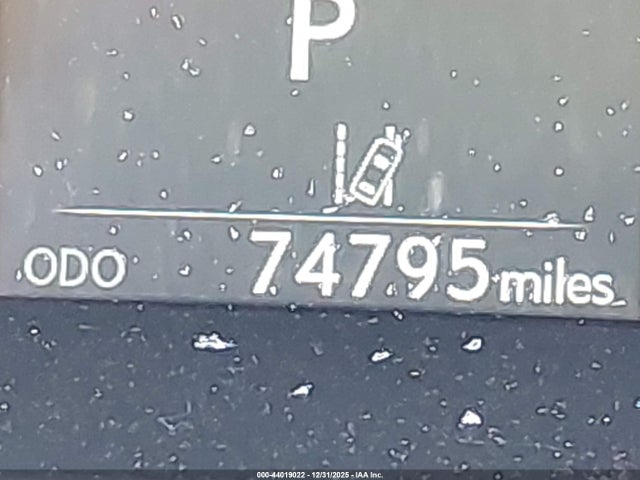 P
ODO 74795 miles
000-44019022 - 12/31/2025 - IAA Inc.